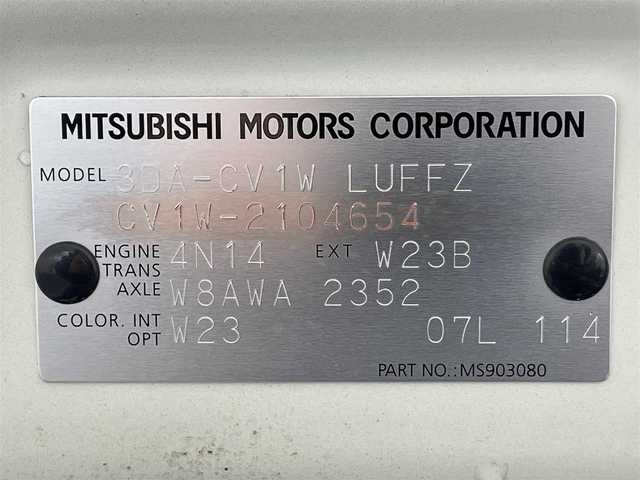 MITSUBISHI MOTORS CORPORATION
MODEL 3DA-CV1W LUFFZ
CV1W-2104654
ENGINE 4N14 EXT W23B
TRANS
AXLE W8AWA 2352
COLOR. INT W23 07L 114
OPT
PART NO.:MS903080